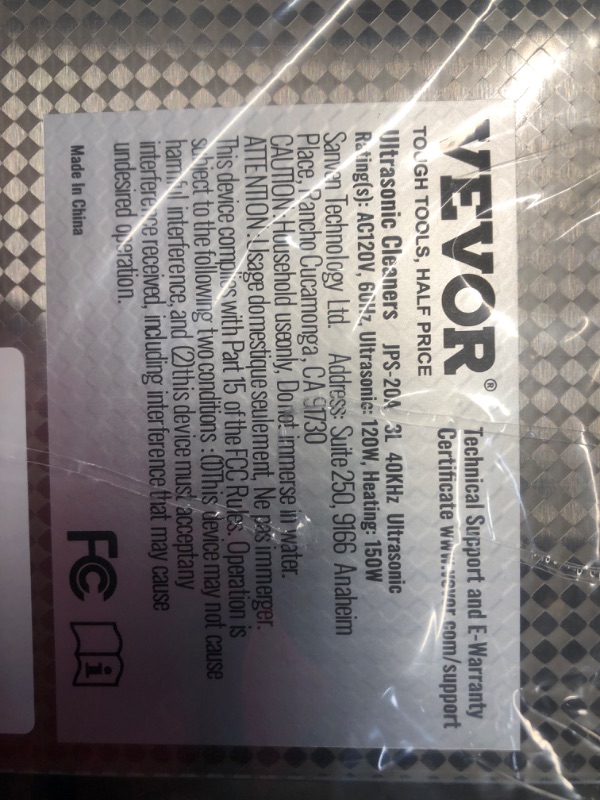 VEVOR®
TOUGH TOOLS, HALF PRICE
Technical Support and E-Warranty
Certificate www.vevor.com/support
Ultrasonic Cleaners JPS-20A 3L 40KHz Ultrasonic
Rating(s): AC120V, 60Hz, Ultrasonic: 120W, Heating: 150W
Sanven Technology Ltd. Address: Suite 250, 9166 Anaheim
Place, Rancho Cucamonga, CA 91730
CAUTION: Household use only, Do not immerse in water.
ATTENTION: Usage domestique seulement, Ne pas immerger.
This device complies with Part 15 of the FCC Rules. Operation is
subject to the following two conditions :(1)This device may not cause
harmful interference, and (2)this device must accept any
interference received, including interference that may cause
undesired operation.
Made in China
FC
i